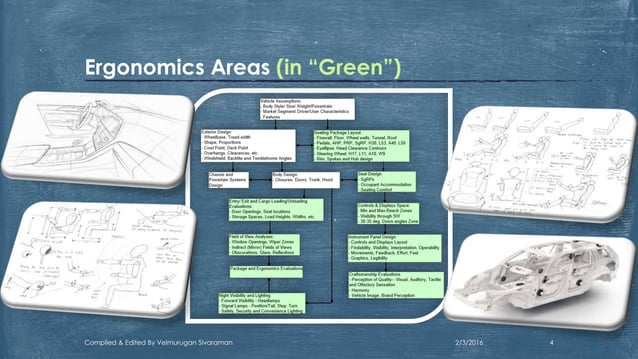 Ergonomics Areas (in “Green”)
Vehicle Assumptions:
- Body Style/ Size/ Weight/Powertrain
- Market Segment/ Driver/User Characteristics
- Features
Exterior Design:
- Wheelbase, Tread width
- Shape, Proportions
- Cowl Point, Deck Point
- Overhangs, Clearances, etc.
- Windshield, Backlite and Tumblehome Angles
Seating Package Layout
- Firewall, Floor, Wheel wells, Tunnel, Roof
- Pedals, AHP, PRP, SgRP: H30, L53, A40, L50
- Eyellipse, Head Clearance Contours
- Steering Wheel: H17, L11, A18, W9
- Rim, Spokes and Hub design
Chassis and
Powertain Systems
Design
Body Design
- Closures- Doors, Trunk, Hood
Seat Design
- SgRPs
- Occupant Accommodation
- Seating Comfort
Entry/ Exit and Cargo Loading/Unloading
Evaluations
- Door Openings, Seat locations
- Storage Spaces, Load Heights, Widths, etc.
Controls & Displays Space:
- Min and Max Reach Zones
- Visibility through SW
- 30-35 deg. Down angles Zone
Field of View Analyses:
- Window Openings, Wiper Zones
- Indirect (Mirror) Fields of Views
- Obscurations, Glare, Reflections
Instrument Panel Design:
- Controls and Displays Layout
- Findability, Visibility, Interpretation, Operability
- Movements, Feedback, Effort, Feel
- Graphics, Legibility
Package and Ergonomics Evaluations
Craftsmanship Evaluations
- Perception of Quality - Visual, Auditory, Tactile
and Olfactory Sensation
- Harmony
- Vehicle Image, Brand Perception
Night Visibility and Lighting
- Forward Visibility - Headlamps
- Signal Lamps - Position/Tail, Stop, Turn
- Safety, Security and Convenience Lighting
Complied & Edited By Velmurugan Sivaraman
2/3/2016
4